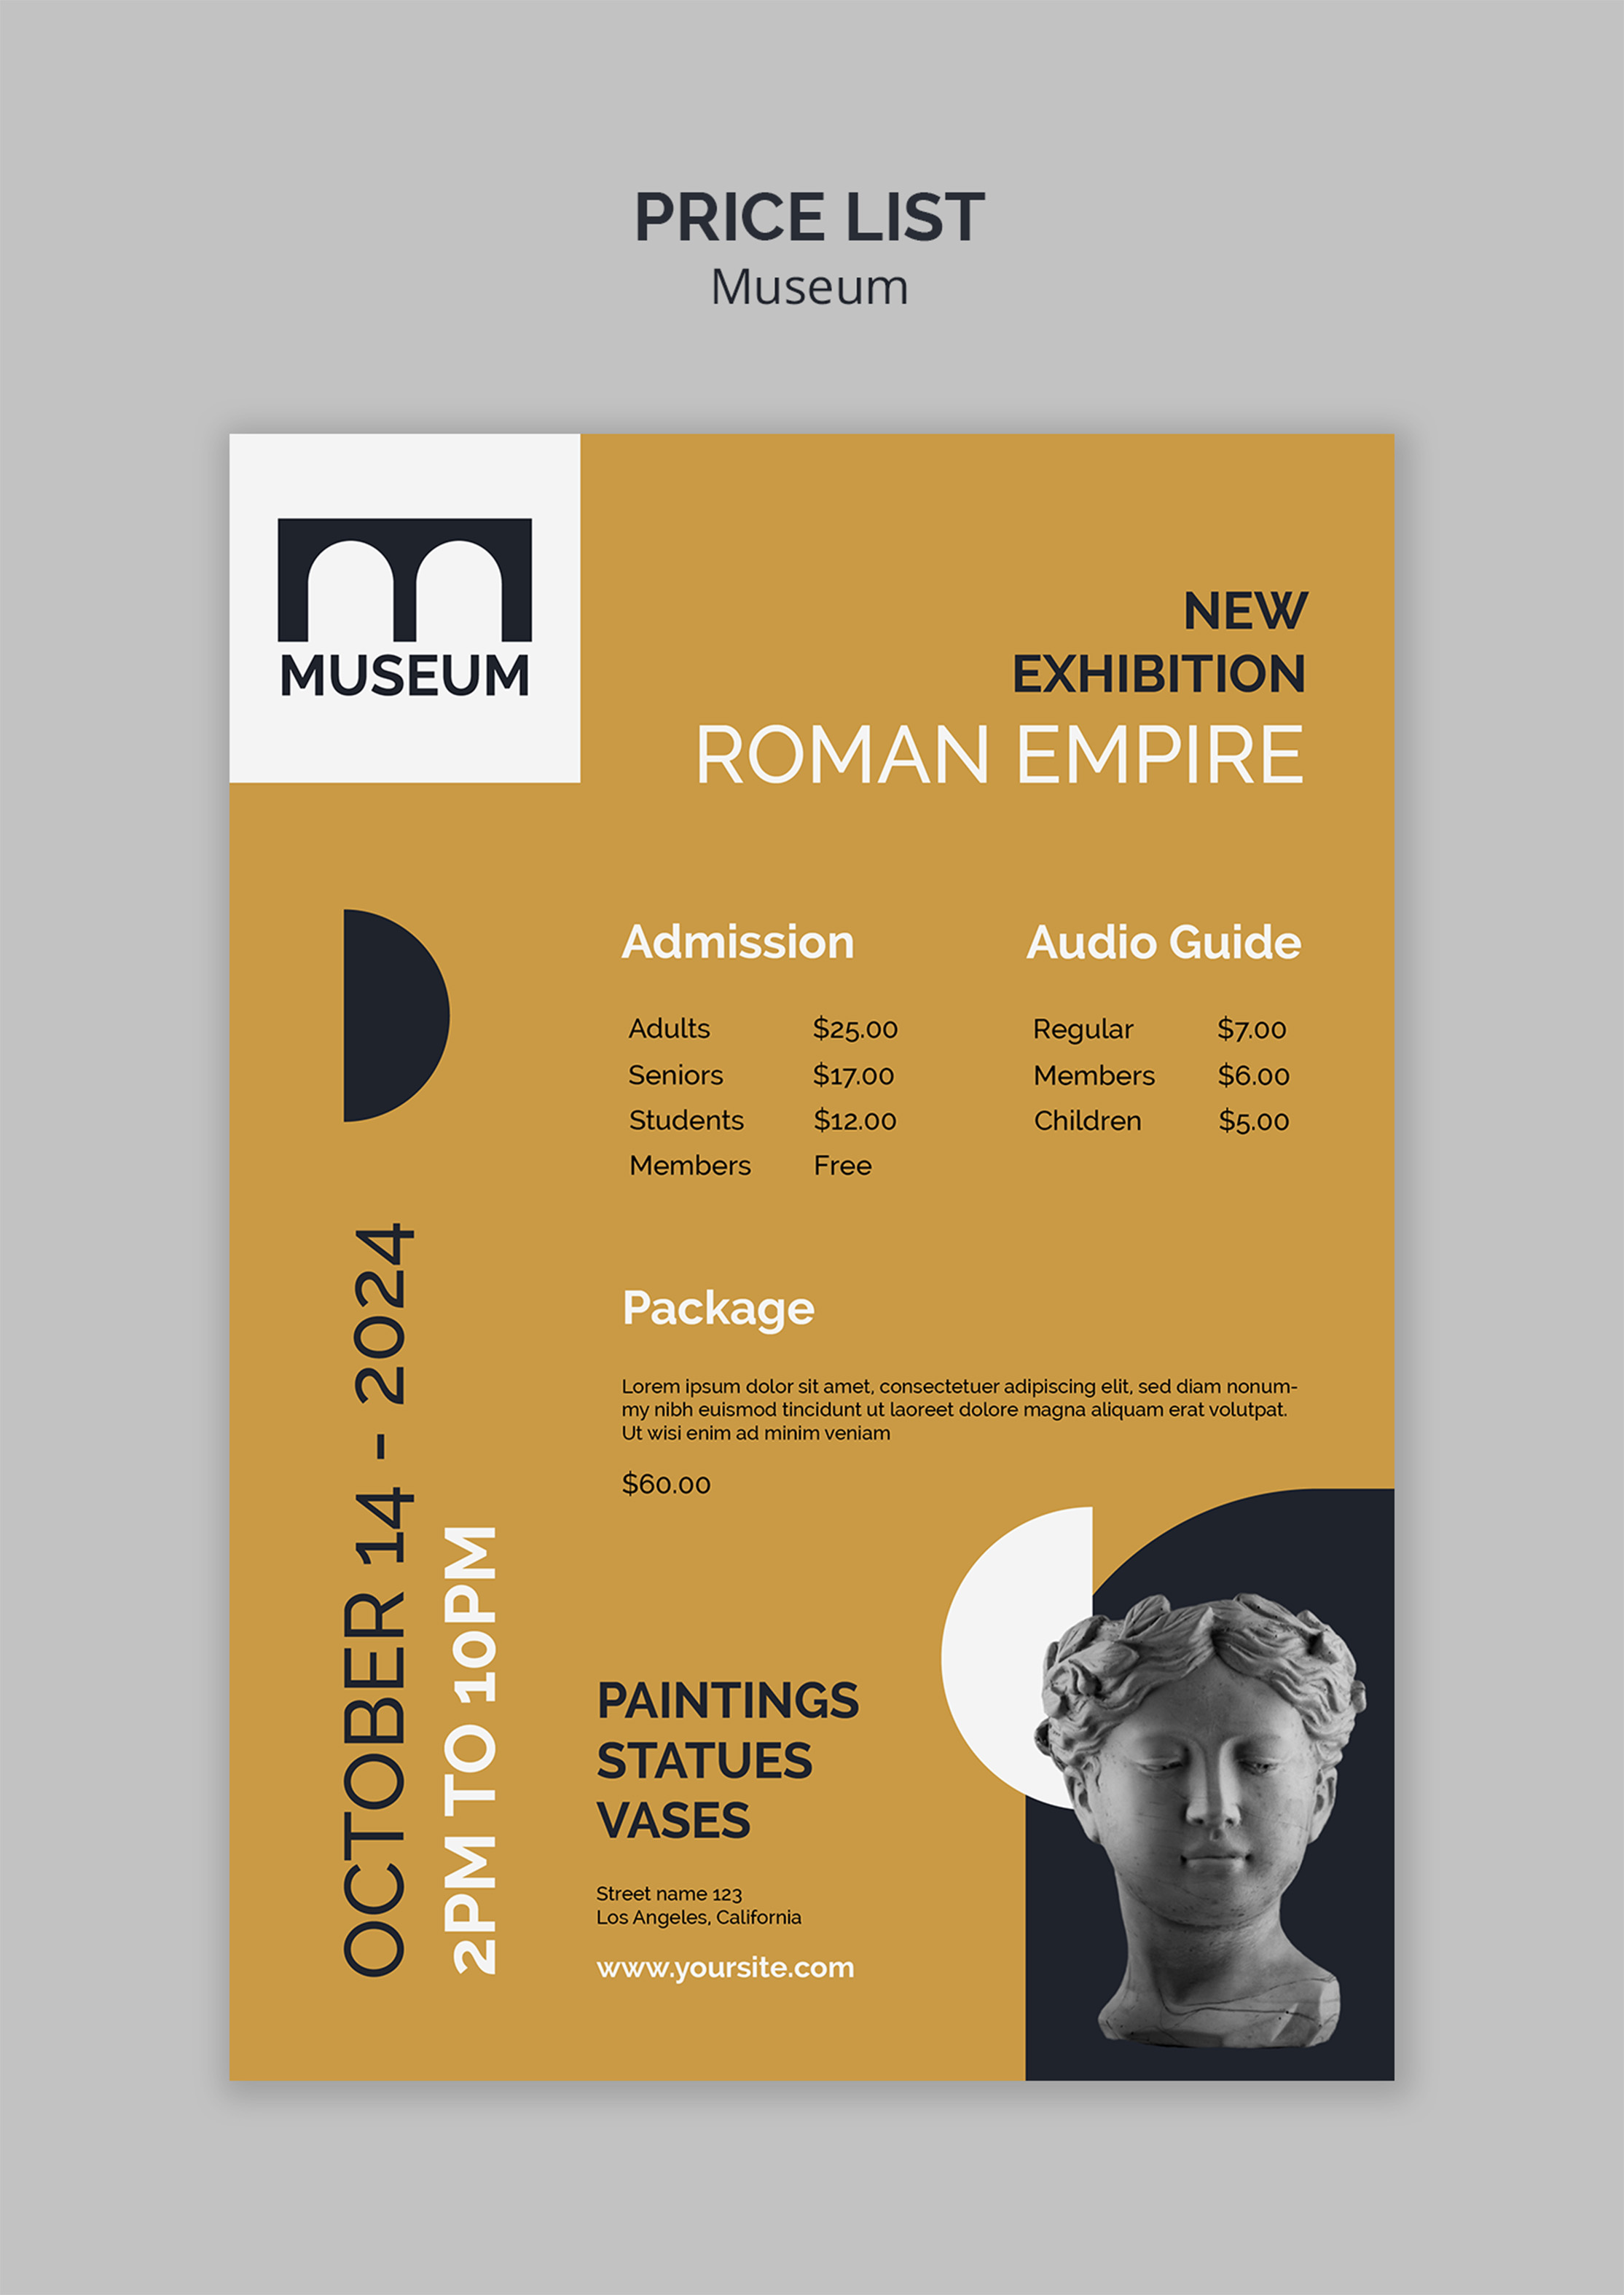 PRICE LIST
Museum
MUSEUM
NEW
EXHIBITION
ROMAN EMPIRE
Admission
Adults $25.00
Seniors $17.00
Students $12.00
Members Free
Audio Guide
Regular $7.00
Members $6.00
Children $5.00
Package
Lorem ipsum dolor sit amet, consectetuer adipiscing elit, sed diam nonum-
my nibh euismod tincidunt ut laoreet dolore magna aliquam erat volutpat.
Ut wisi enim ad minim veniam
$60.00
OCTOBER 14 - 2024
2PM TO 10PM
PAINTINGS
STATUES
VASES
Street name 123
Los Angeles, California
www.yoursite.com